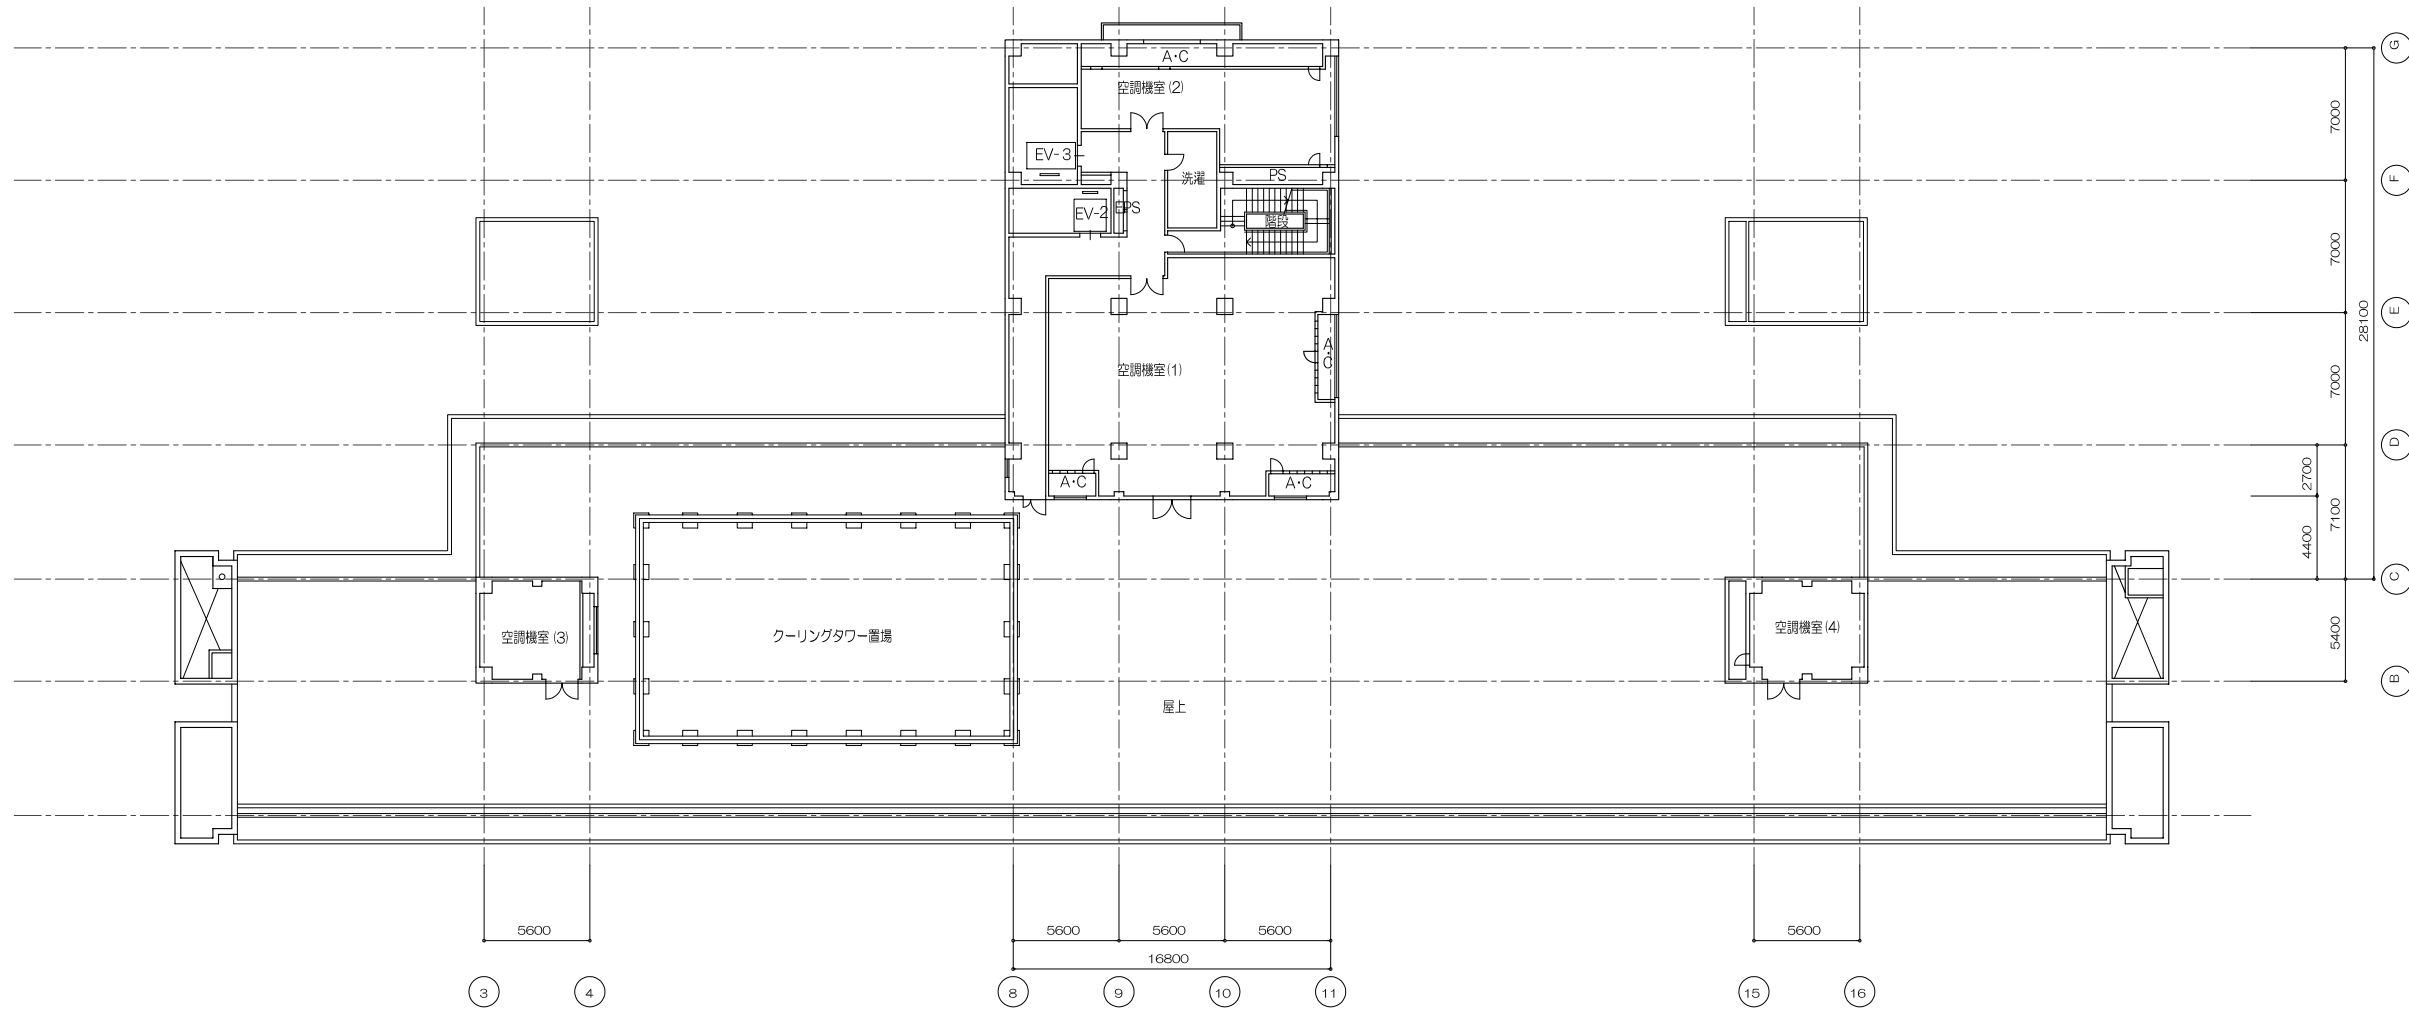 G
A・C
空調機室(2)
7000
EV-3
洗濯
PS
F
EV-2
EPS
階段
7000
28100
E
A・C
空調機室(1)
7000
D
A・C
A・C
2700
7100
4400
C
空調機室(3)
クーリングタワー置場
空調機室(4)
5400
B
屋上
5600
5600
5600
5600
5600
16800
3
4
8
9
10
11
15
16